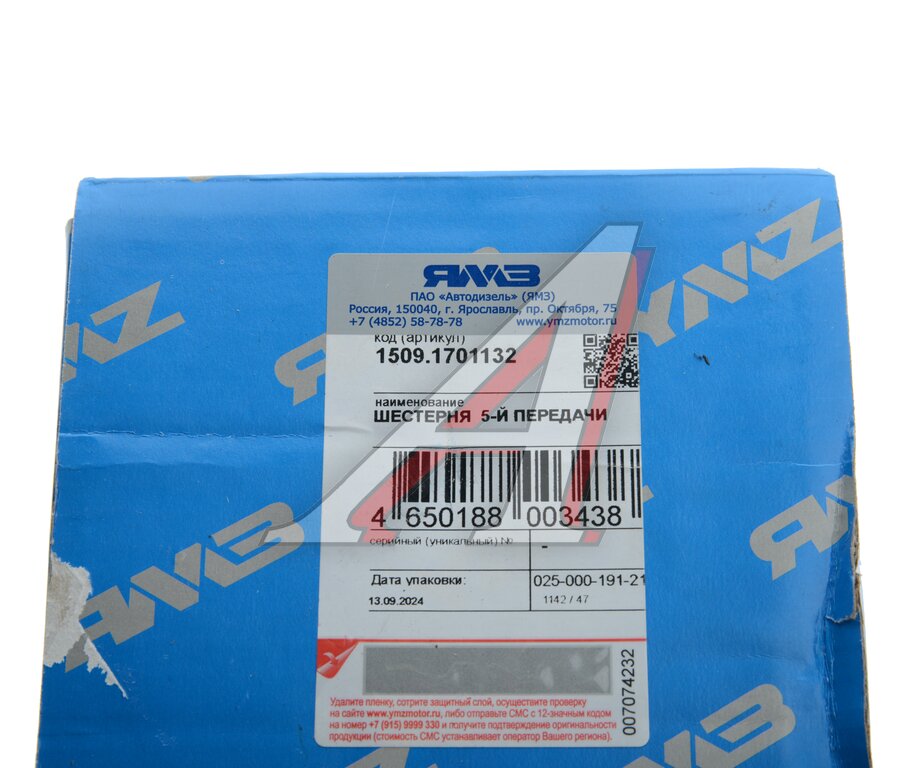 ЯМЗ
ПАО «Автодизель» (ЯМЗ)
Россия, 150040, г. Ярославль, пр. Октября, 75
+7 (4852) 58-78-78 www.ymzmotor.ru
код (артикул)
1509.1701132
наименование
ШЕСТЕРНЯ 5-Й ПЕРЕДАЧИ
4 650188 003438
серийный (уникальный) №
-
Дата упаковки: 025-000-191-21
13.09.2024 1142 / 47
Удалите пленку, сотрите защитный слой, осуществите проверку
на сайте www.ymzmotor.ru, либо отправьте СМС с 12-значным кодом
на номер +7 (915) 9999 330 и получите подтверждение оригинальности
продукции (стоимость СМС устанавливает оператор Вашего региона).
007074232
YMZ
YMZ
ЯМЗ
ЯМЗ